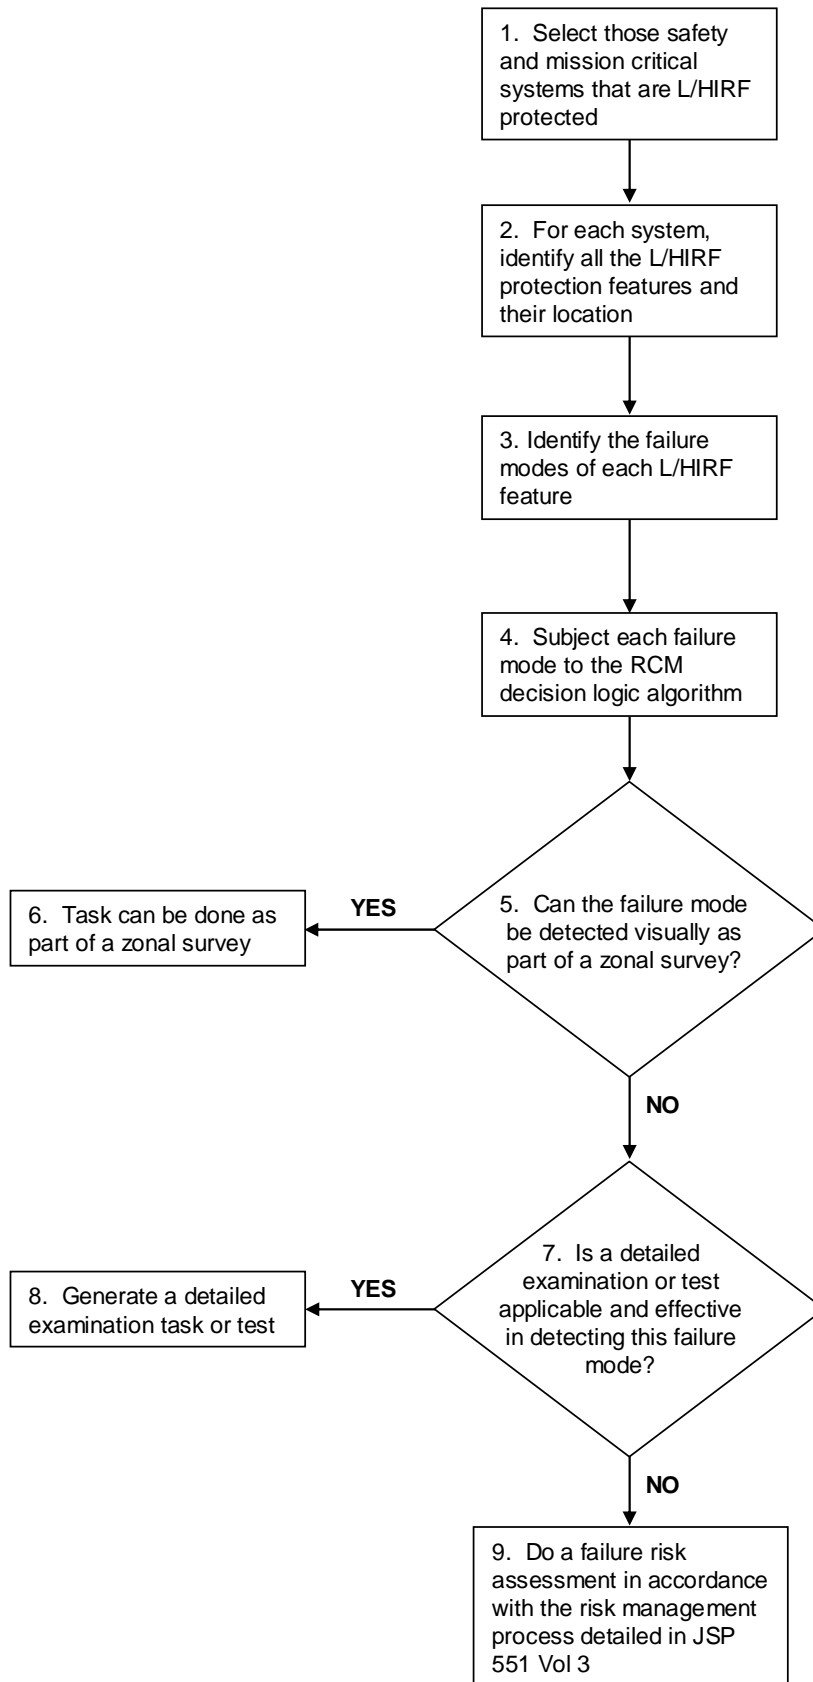 1. Select those safety
and mission critical
systems that are L/HIRF
protected
2. For each system,
identify all the L/HIRF
protection features and
their location
3. Identify the failure
modes of each L/HIRF
feature
4. Subject each failure
mode to the RCM
decision logic algorithm
5. Can the failure mode
be detected visually as
part of a zonal survey?
YES
6. Task can be done as
part of a zonal survey
NO
7. Is a detailed
examination or test
applicable and effective
in detecting this failure
mode?
YES
8. Generate a detailed
examination task or test
NO
9. Do a failure risk
assessment in accordance
with the risk management
process detailed in JSP
551 Vol 3